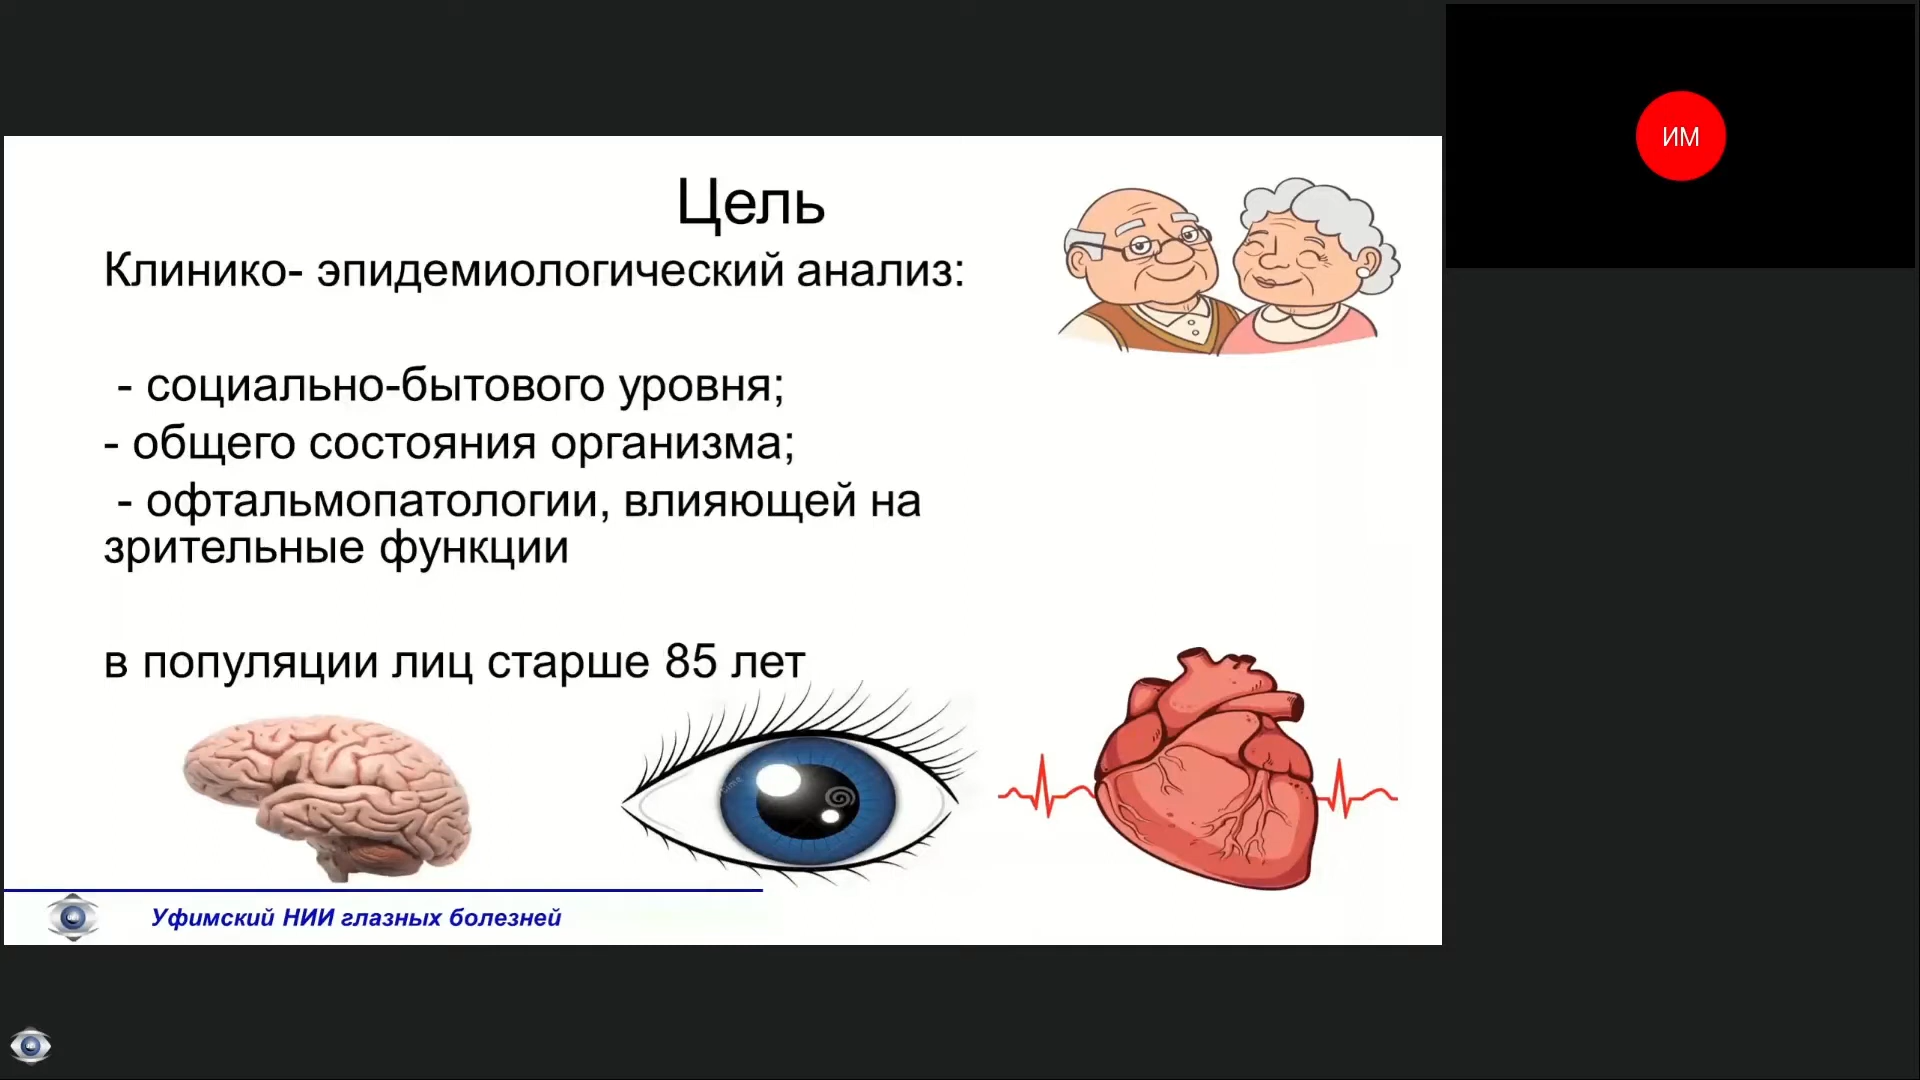 Цель
Клинико- эпидемиологический анализ:
- социально-бытового уровня;
- общего состояния организма;
- офтальмопатологии, влияющей на
зрительные функции
в популяции лиц старше 85 лет
Уфимский НИИ глазных болезней
ИМ